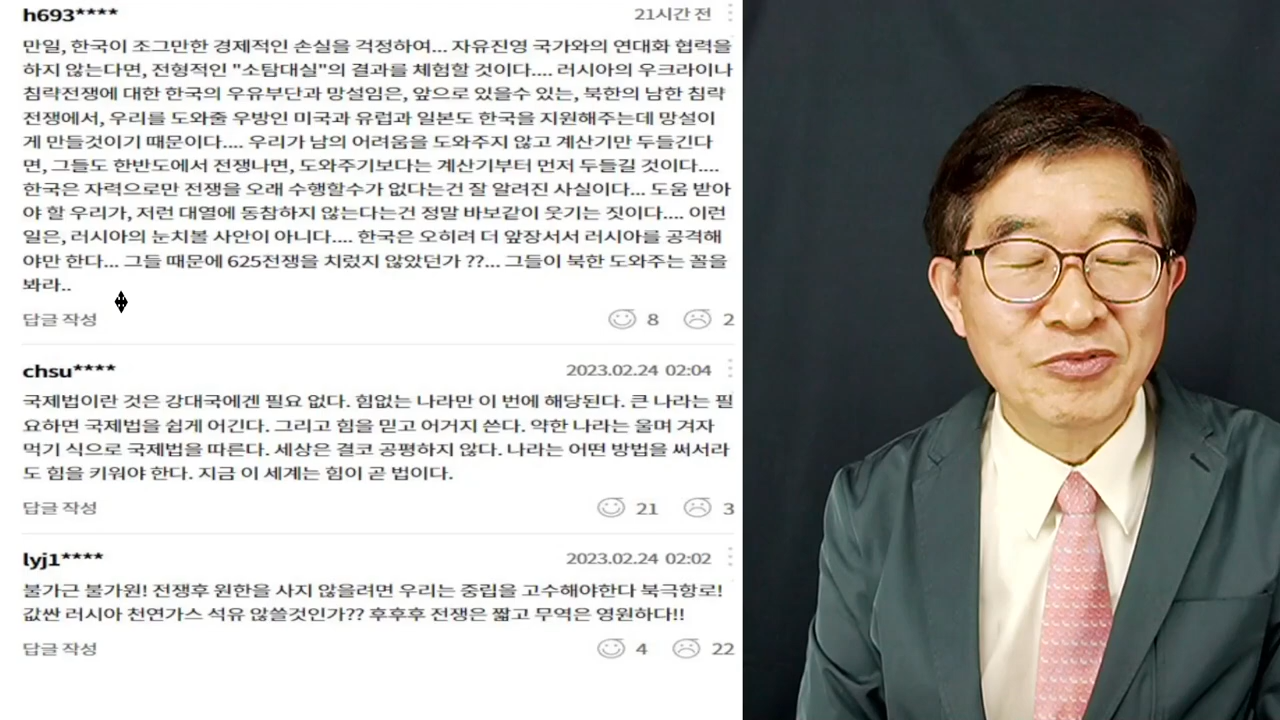 h693****
21시간 전
만일, 한국이 조그만한 경제적인 손실을 걱정하여... 자유진영 국가와의 연대화 협력을
하지 않는다면, 전형적인 "소탐대실"의 결과를 체험할 것이다.... 러시아의 우크라이나
침략전쟁에 대한 한국의 우유부단과 망설임은, 앞으로 있을수 있는, 북한의 남한 침략
전쟁에서, 우리를 도와줄 우방인 미국과 유럽과 일본도 한국을 지원해주는데 망설이
게 만들것이기 때문이다.... 우리가 남의 어려움을 도와주지 않고 계산기만 두들긴다
면, 그들도 한반도에서 전쟁나면, 도와주기보다는 계산기부터 먼저 두들길 것이다....
한국은 자력으로만 전쟁을 오래 수행할수가 없다는건 잘 알려진 사실이다... 도움 받아
야 할 우리가, 저런 대열에 동참하지 않는다는건 정말 바보같이 웃기는 짓이다.... 이런
일은, 러시아의 눈치볼 사안이 아니다.... 한국은 오히려 더 앞장서서 러시아를 공격해
야만 한다... 그들 때문에 625전쟁을 치렀지 않았던가 ??... 그들이 북한 도와주는 꼴을
봐라..
답글 작성
8
2
chsu****
2023.02.24 02:04
국제법이란 것은 강대국에겐 필요 없다. 힘없는 나라만 이 번에 해당된다. 큰 나라는 필
요하면 국제법을 쉽게 어긴다. 그리고 힘을 믿고 어거지 쓴다. 약한 나라는 울며 겨자
먹기 식으로 국제법을 따른다. 세상은 결코 공평하지 않다. 나라는 어떤 방법을 써서라
도 힘을 키워야 한다. 지금 이 세계는 힘이 곧 법이다.
답글 작성
21
3
lyj1****
2023.02.24 02:02
불가근 불가원! 전쟁후 원한을 사지 않을려면 우리는 중립을 고수해야한다 북극항로!
값싼 러시아 천연가스 석유 않쓸것인가?? 후후후 전쟁은 짧고 무역은 영원하다!!
답글 작성
4
22